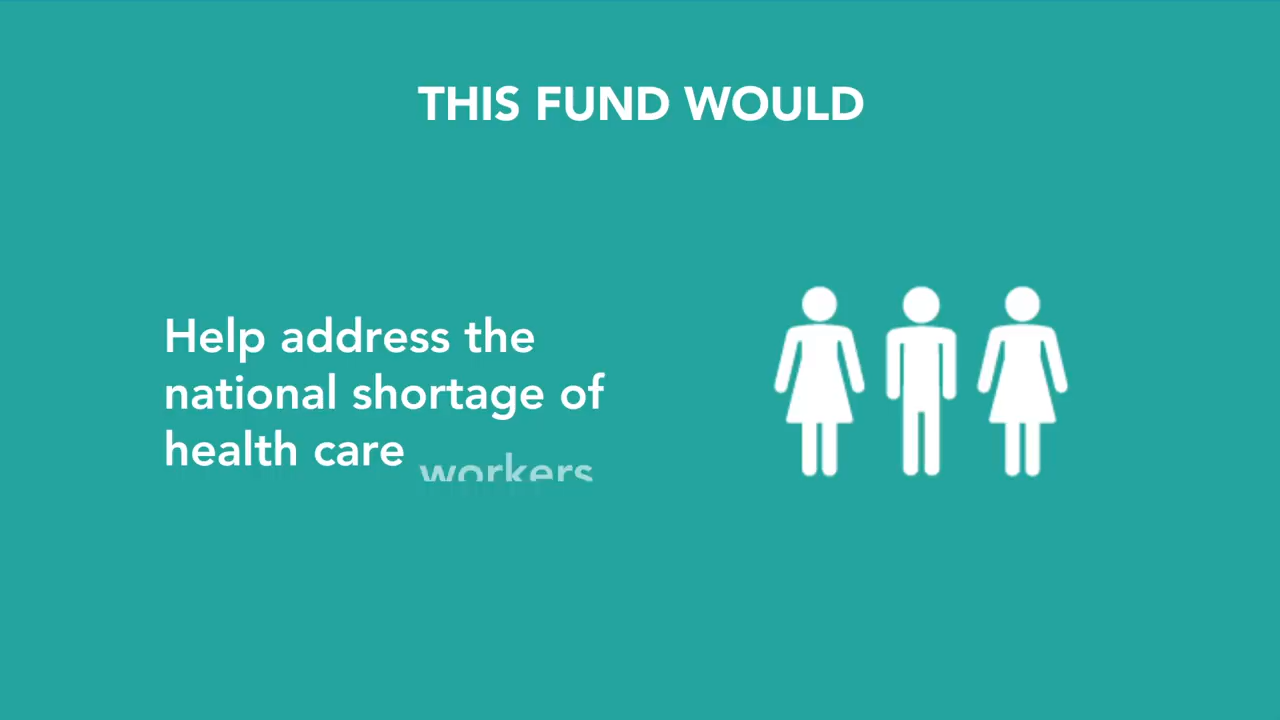 THIS FUND WOULD
Help address the
national shortage of
health care workers